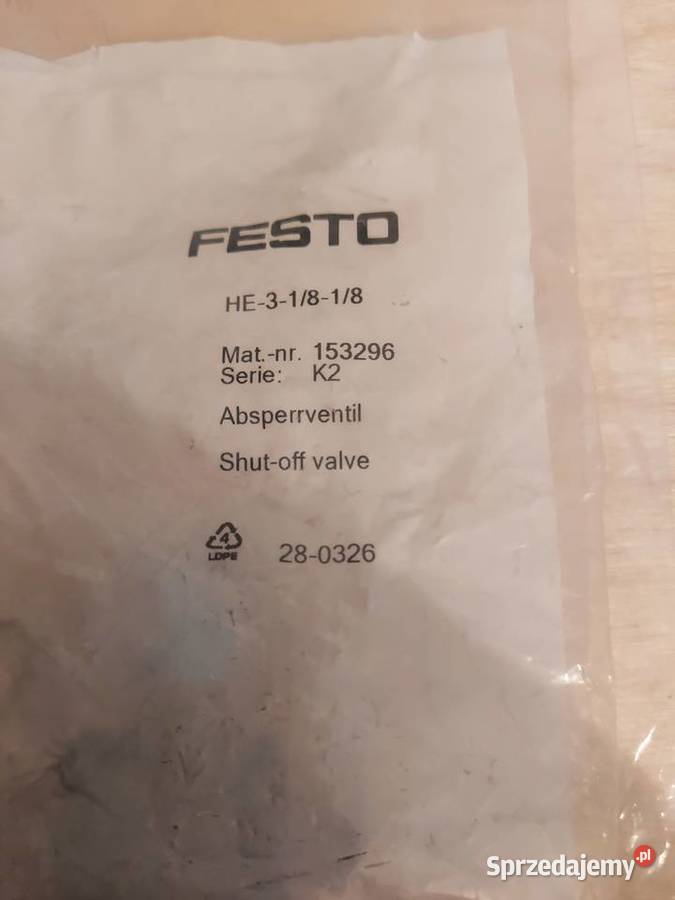 FESTO
HE-3-1/8-1/8
Mat.-nr. 153296
Serie: K2
Absperrventil
Shut-off valve
4
LDPE
28-0326
Sprzedajemy.pl